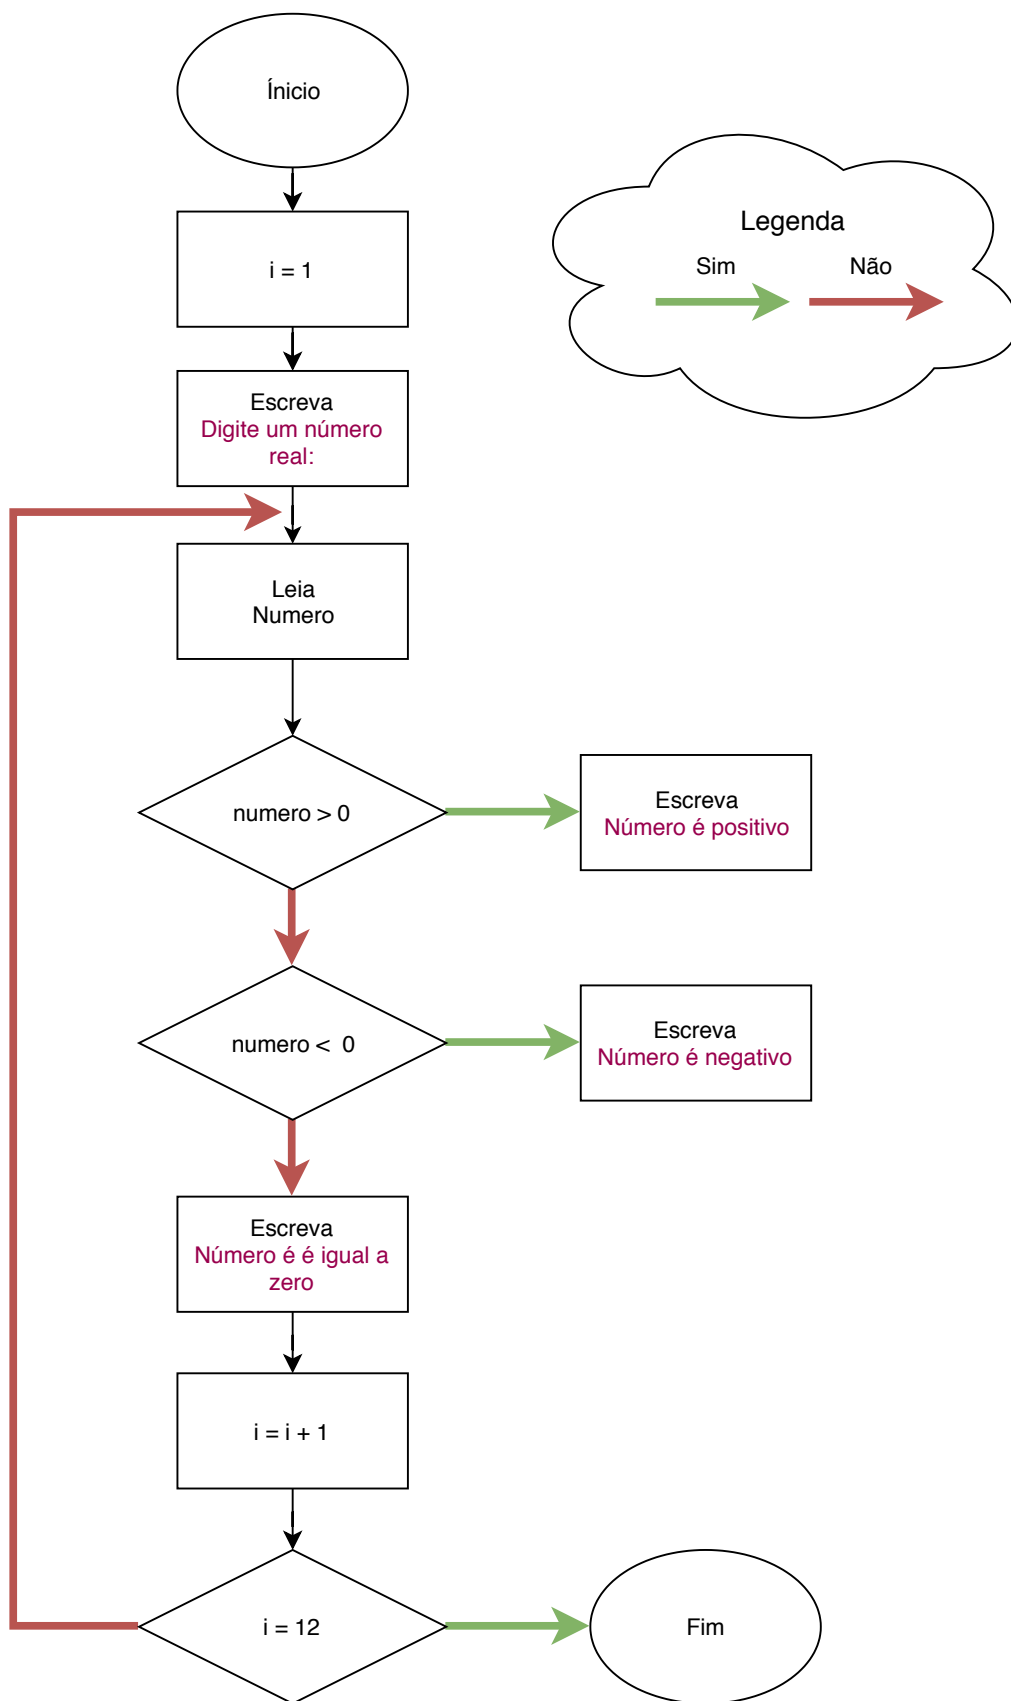 Ínicio
i = 1
Escreva
Digite um número
real:
Leia
Numero
numero > 0
Escreva
Número é positivo
numero <  0
Escreva
Número é negativo
Escreva
Número é é igual a
zero
i = i + 1
i = 12
Fim
Legenda
Sim
Não